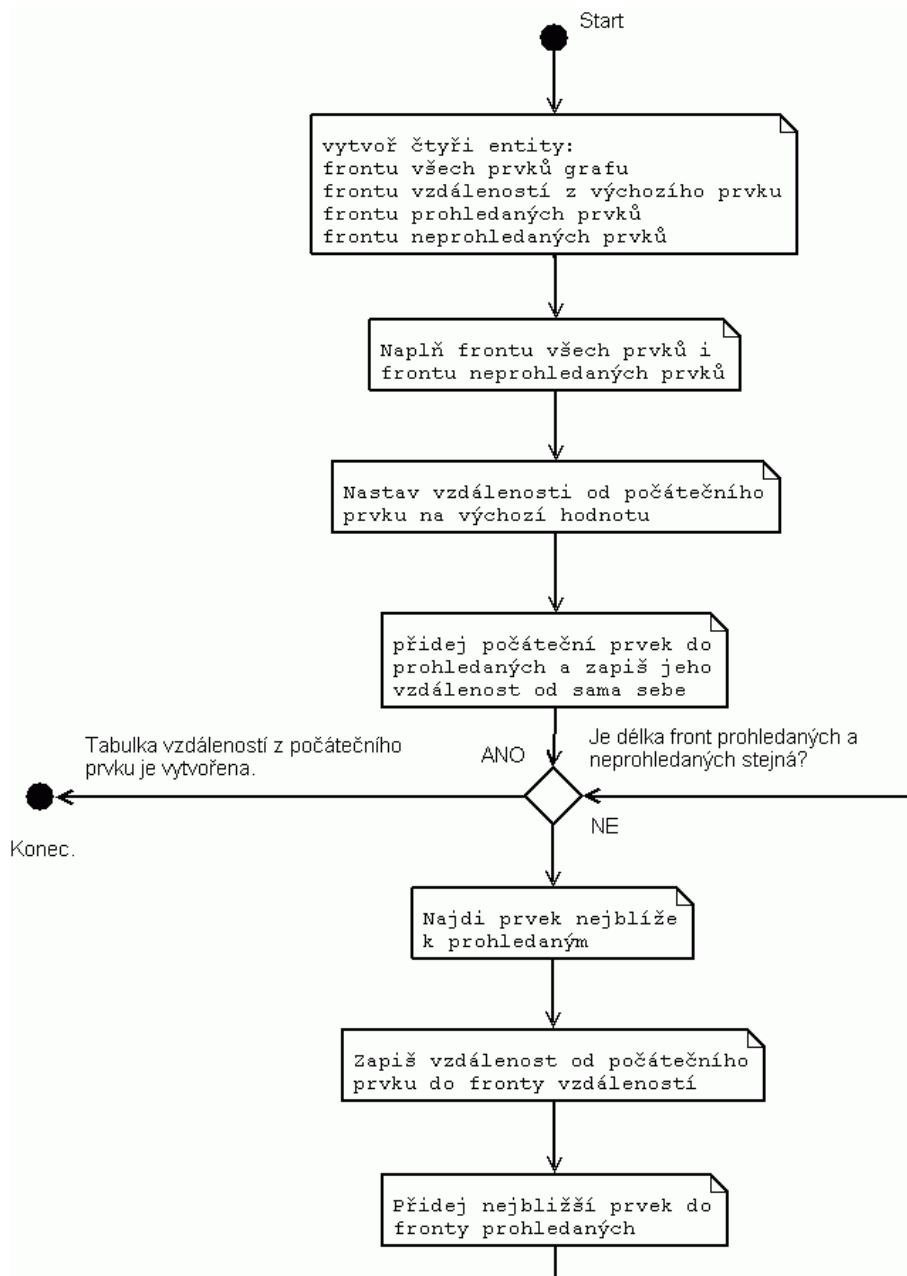 Start
vytvoř čtyři entity:
frontu všech prvků grafu
frontu vzdáleností z výchozího prvku
frontu prohledaných prvků
frontu neprohledaných prvků
Naplň frontu všech prvků i
frontu neprohledaných prvků
Nastav vzdálenosti od počátečního
prvku na výchozí hodnotu
přidej počáteční prvek do
prohledaných a zapiš jeho
vzdálenost od sama sebe
Tabulka vzdáleností z počátečního
prvku je vytvořena.
ANO
Je délka front prohledaných a
neprohledaných stejná?
NE
Konec.
Najdi prvek nejblíže
k prohledaným
Zapiš vzdálenost od počátečního
prvku do fronty vzdáleností
Přidej nejbližší prvek do
fronty prohledaných